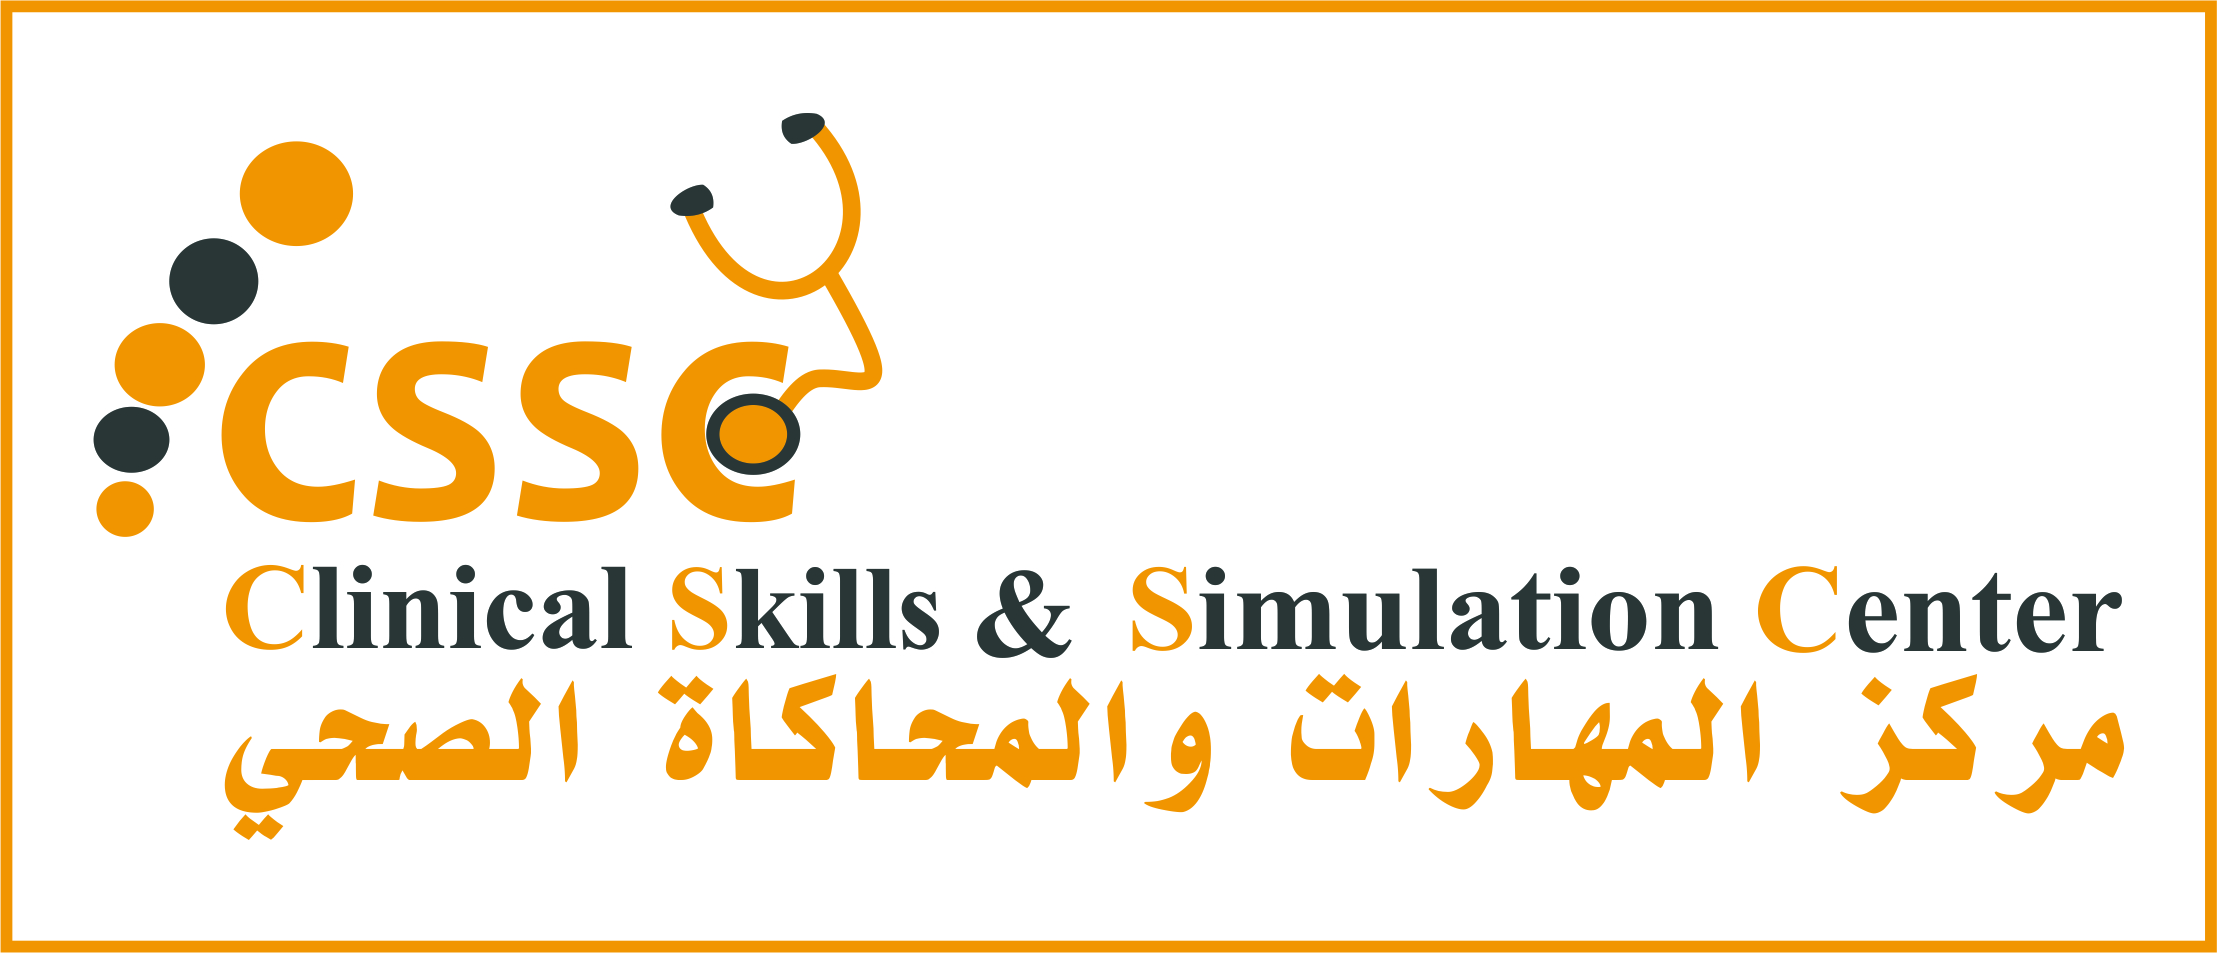 CSSC
Clinical Skills & Simulation Center
مركز المهارات والمحاكاة الصحي